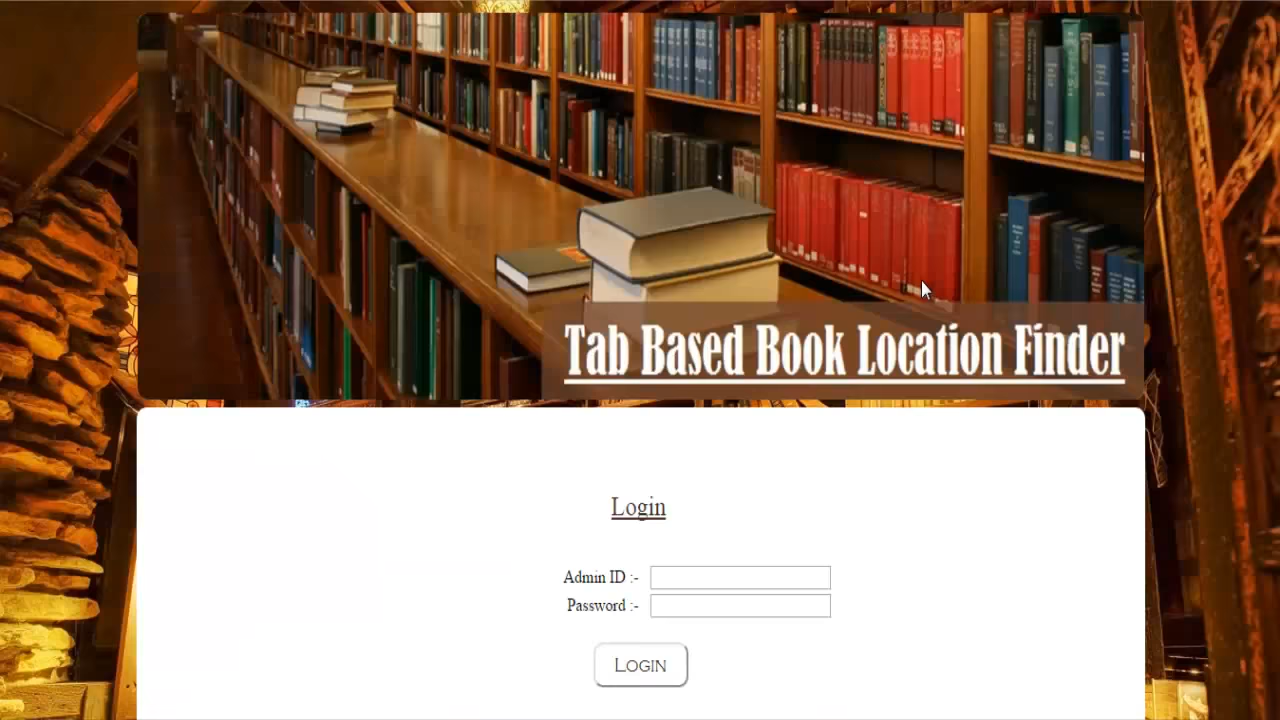 Tab Based Book Location Finder
Login
Admin ID :-
Password :-
LOGIN